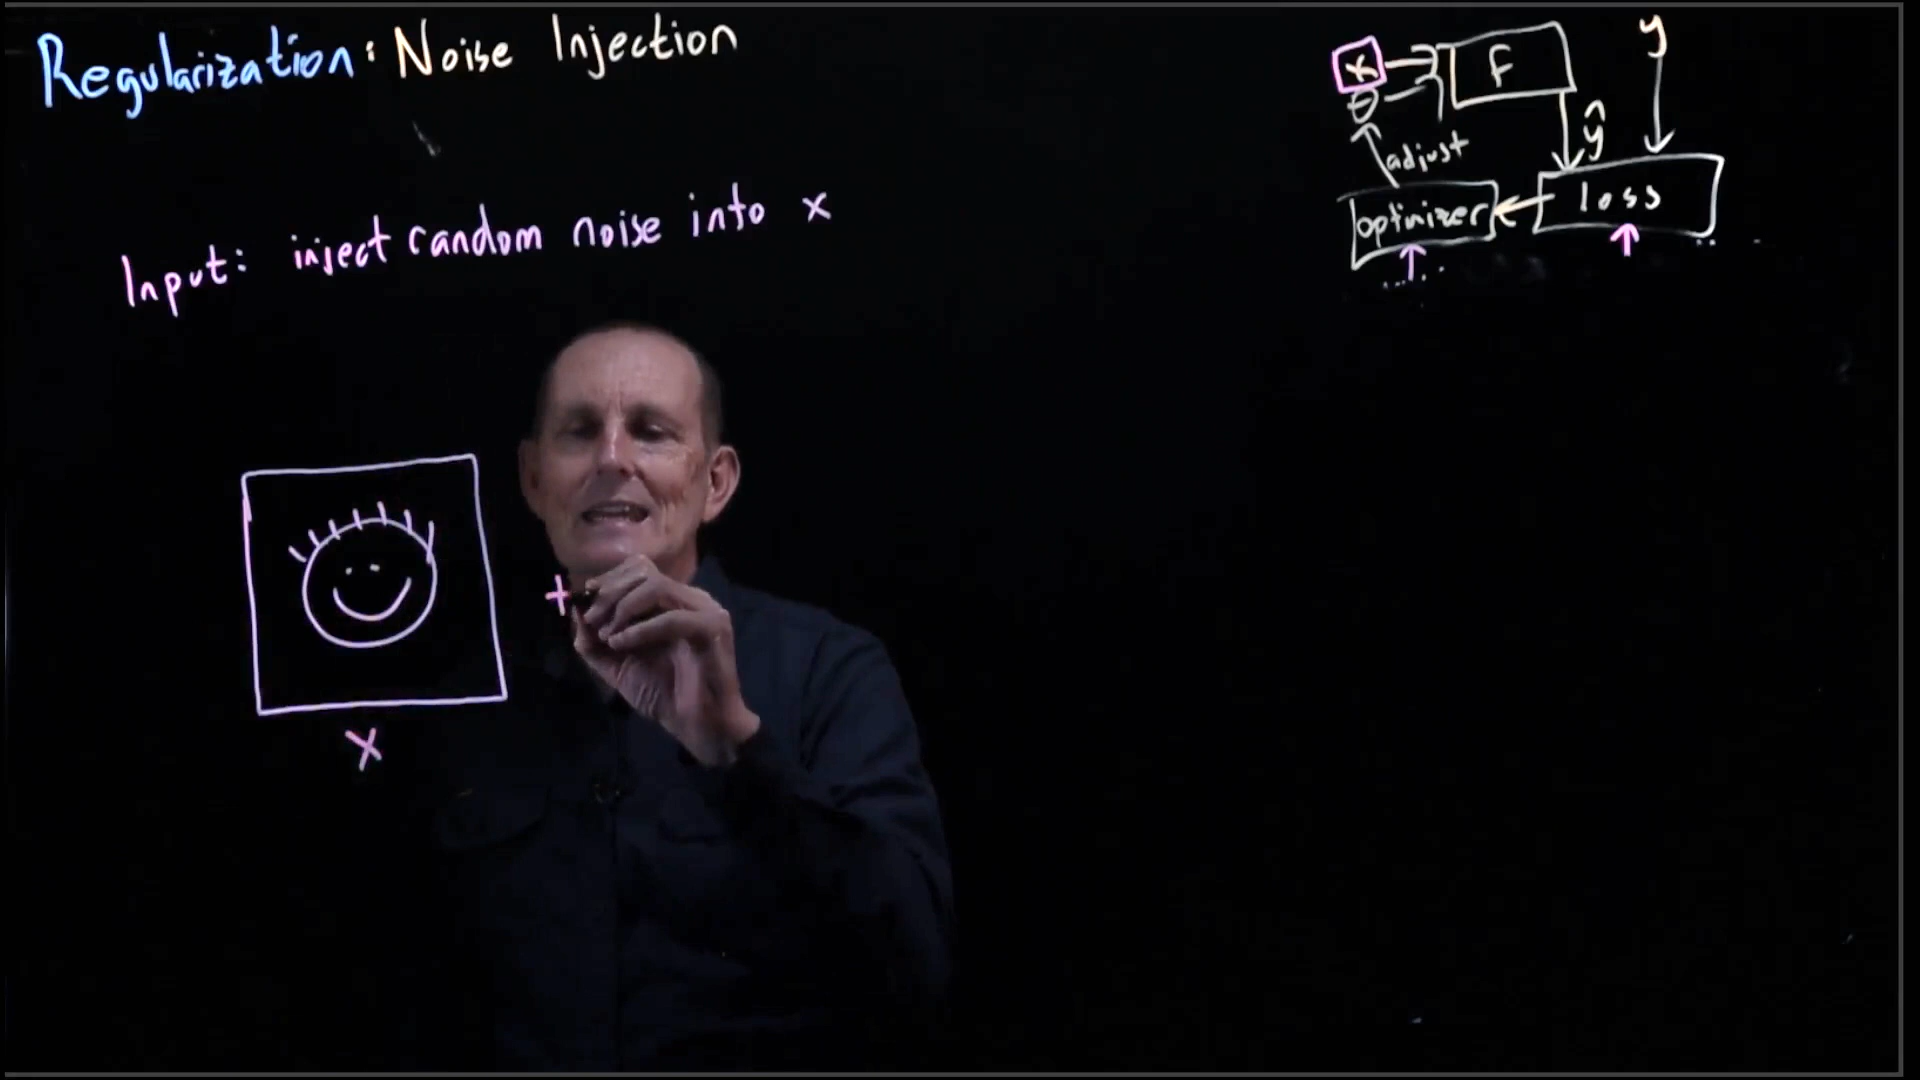 Regularization: Noise Injection
x F y
θ
ŷ
adjust
optimizer loss
Input: inject random noise into x
+
x